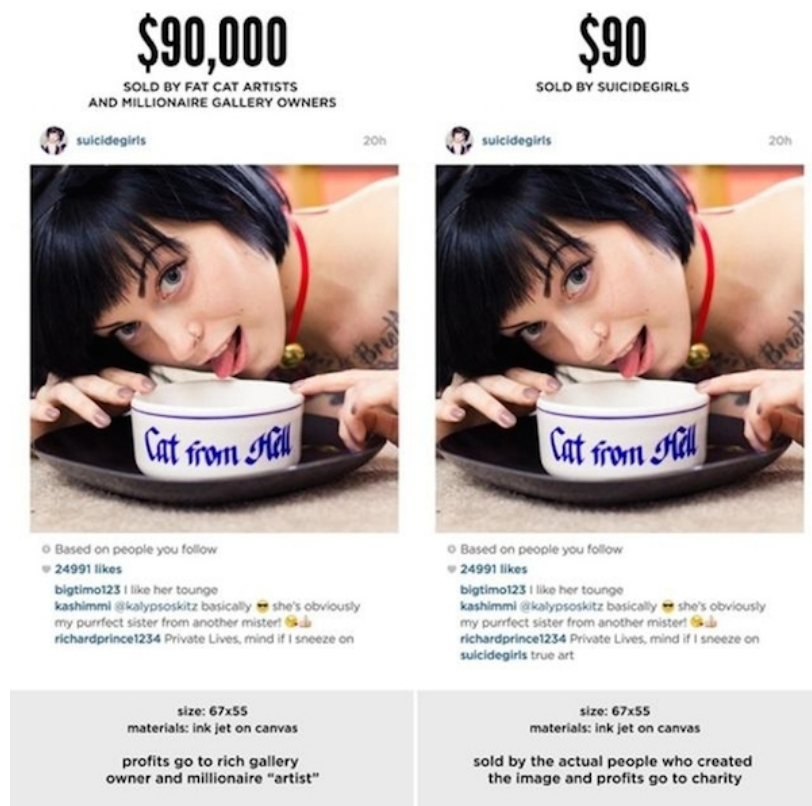 $90,000
SOLD BY FAT CAT ARTISTS
AND MILLIONAIRE GALLERY OWNERS
suicidegirls 20h
Cat from Hell
Based on people you follow
24991 likes
bigtimo123 I like her tounge
kashimmi @kalypsoskitz basically 😎 she's obviously
my purrfect sister from another mister! 😘👍
richardprince1234 Private Lives, mind if I sneeze on
size: 67x55
materials: ink jet on canvas
profits go to rich gallery
owner and millionaire "artist"
$90
SOLD BY SUICIDEGIRLS
suicidegirls 20h
Cat from Hell
Based on people you follow
24991 likes
bigtimo123 I like her tounge
kashimmi @kalypsoskitz basically 😎 she's obviously
my purrfect sister from another mister! 😘👍
richardprince1234 Private Lives, mind if I sneeze on
suicidegirls true art
size: 67x55
materials: ink jet on canvas
sold by the actual people who created
the image and profits go to charity